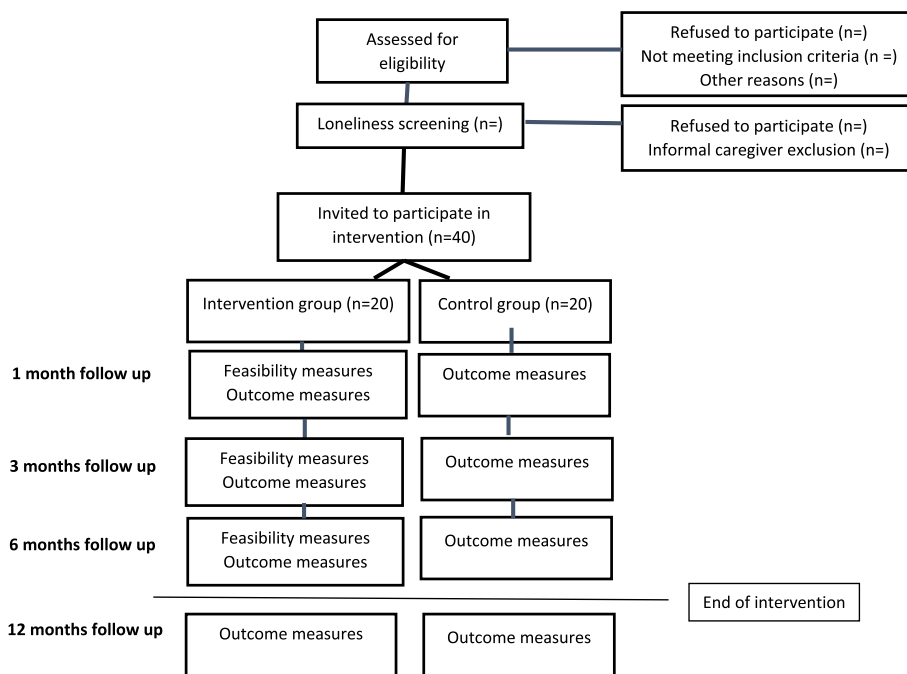 Assessed for
eligibility
Refused to participate (n=)
Not meeting inclusion criteria (n =)
Other reasons (n=)
Loneliness screening (n=)
Refused to participate (n=)
Informal caregiver exclusion (n=)
Invited to participate in
intervention (n=40)
Intervention group (n=20)
Control group (n=20)
1 month follow up
Feasibility measures
Outcome measures
Outcome measures
3 months follow up
Feasibility measures
Outcome measures
Outcome measures
6 months follow up
Feasibility measures
Outcome measures
Outcome measures
End of intervention
12 months follow up
Outcome measures
Outcome measures